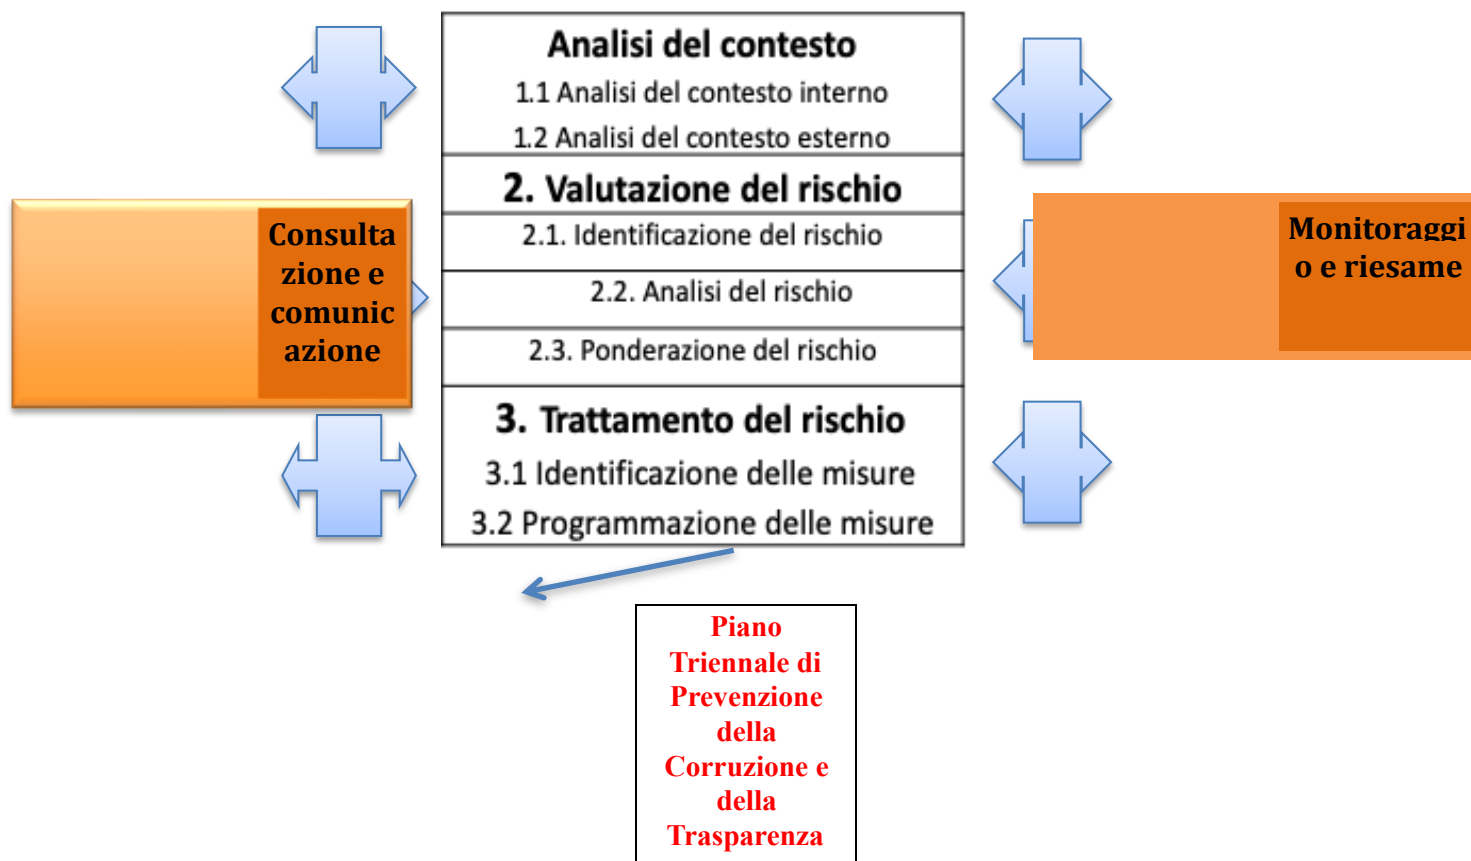 Analisi del contesto
1.1 Analisi del contesto interno
1.2 Analisi del contesto esterno
2. Valutazione del rischio
2.1. Identificazione del rischio
2.2. Analisi del rischio
2.3. Ponderazione del rischio
3. Trattamento del rischio
3.1 Identificazione delle misure
3.2 Programmazione delle misure
Consulta
zione e
comunic
azione
Monitoraggi
o e riesame
Piano
Triennale di
Prevenzione
della
Corruzione e
della
Trasparenza